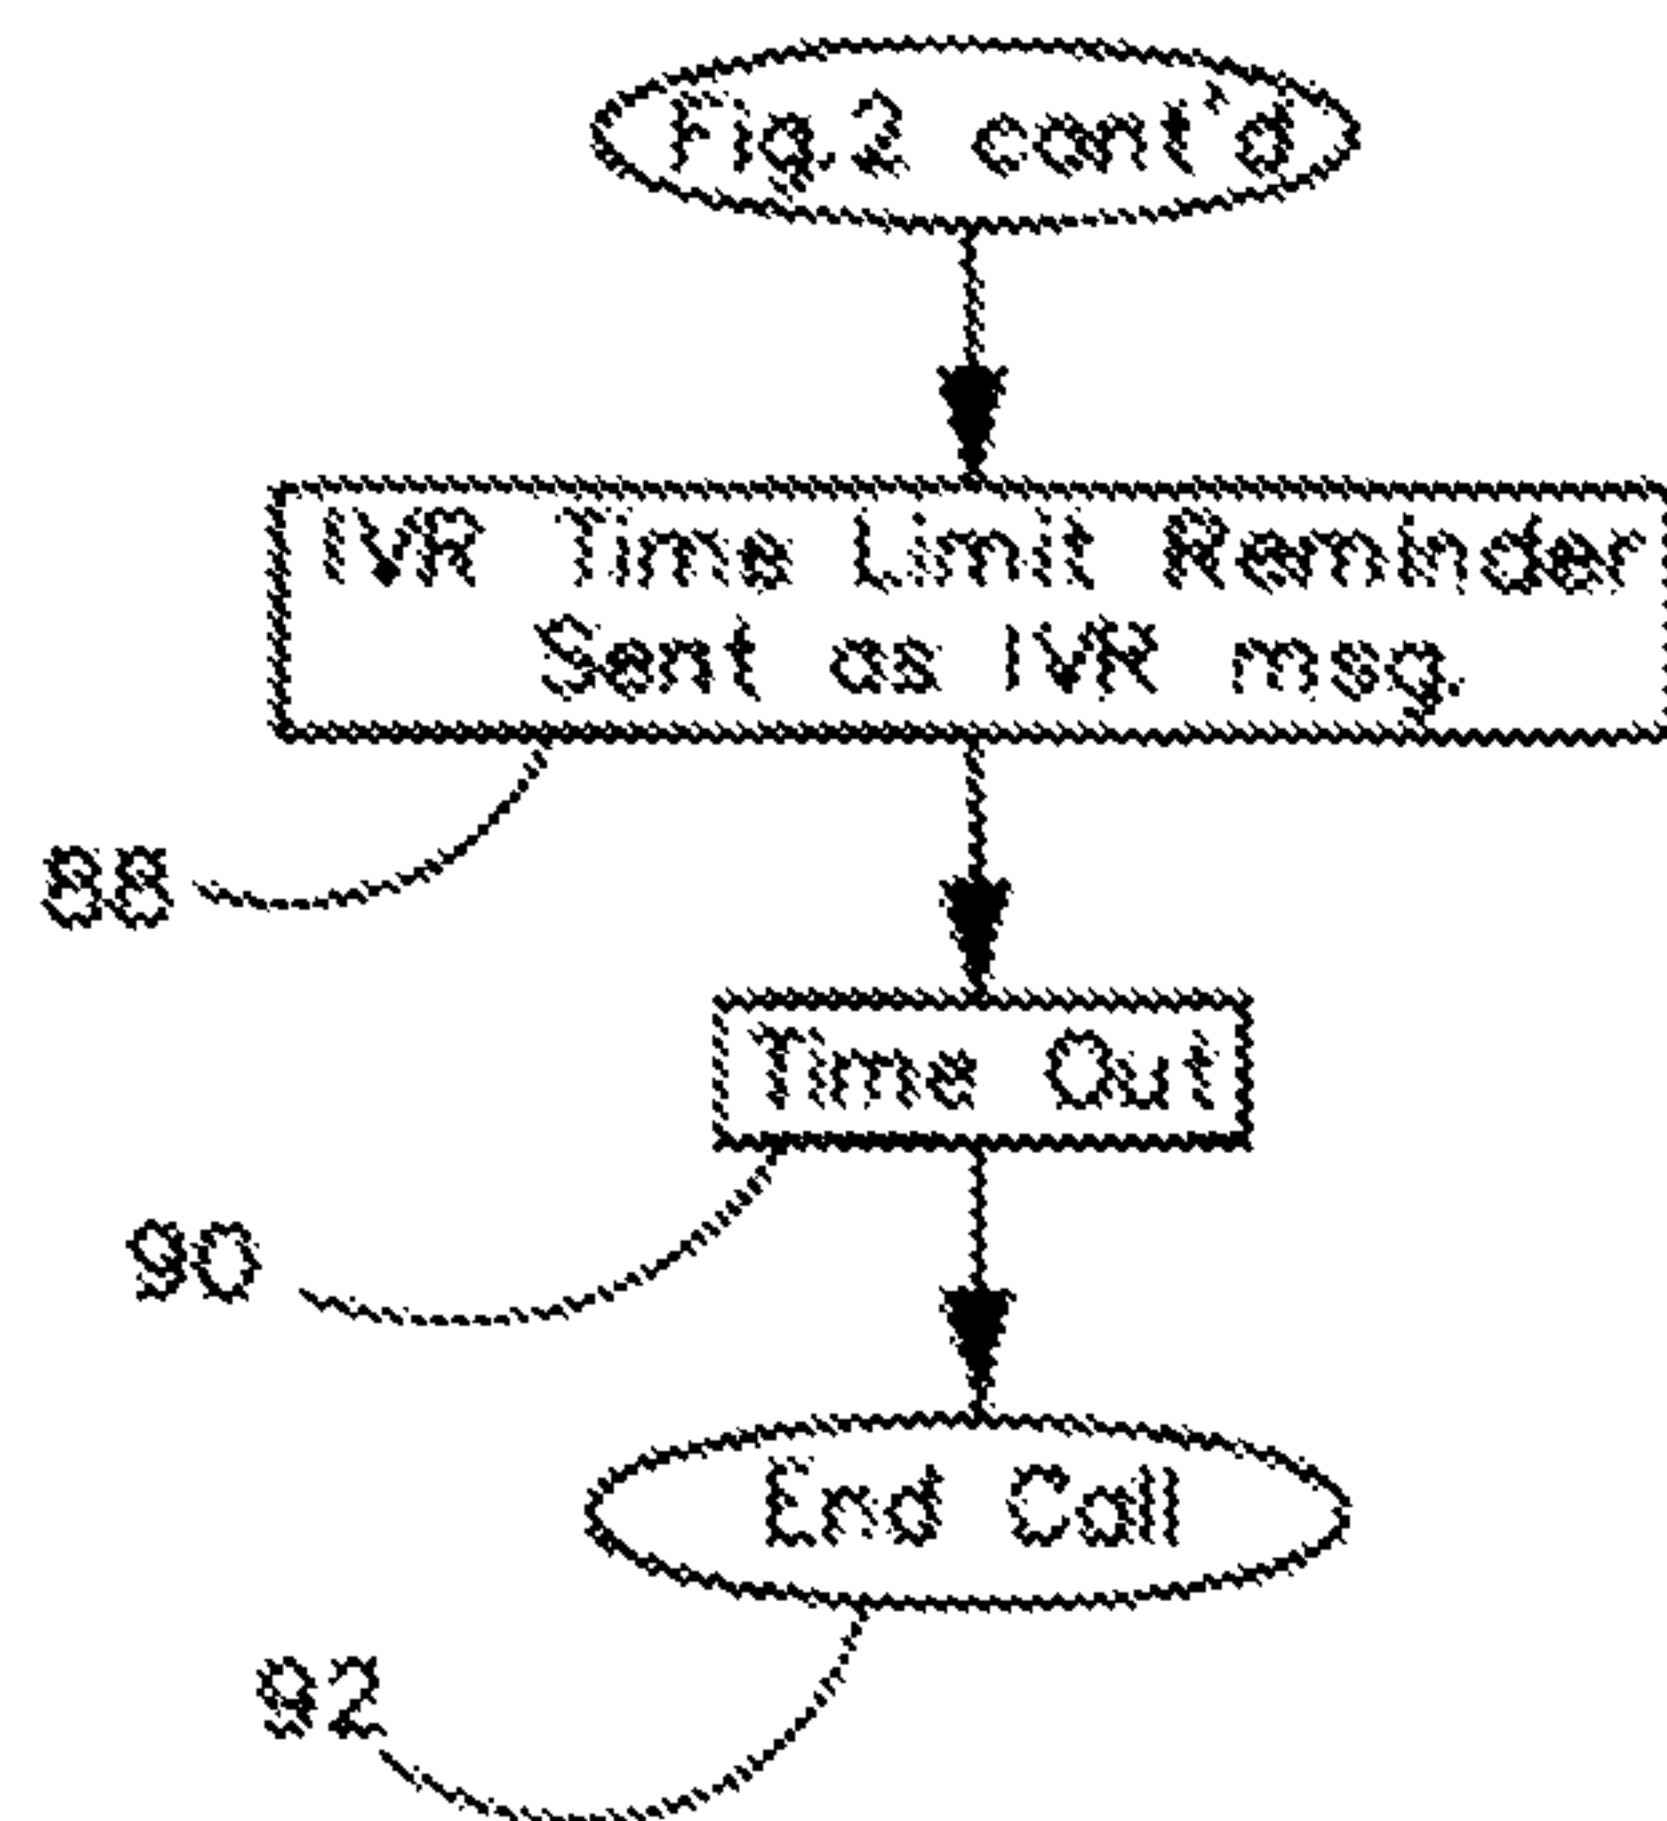 Fig.2 cont'd
IVR Time Limit Reminder
Sent as IVR msg.
88
Time Out
90
End Call
92